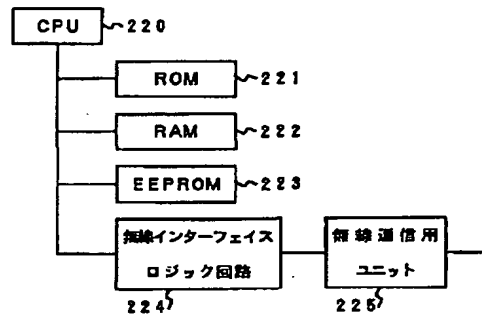 CPU 220
ROM 221
RAM 222
EEPROM 223
無線インターフェイス
ロジック回路
224
無線通信用
ユニット
225